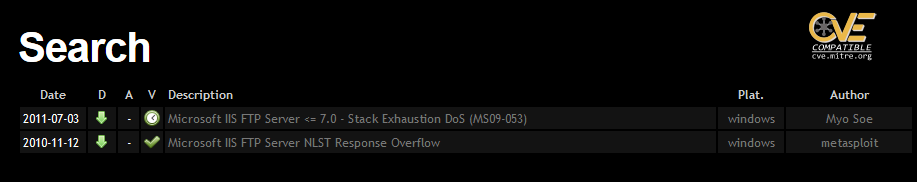 Search
CVE
COMPATIBLE
cve.mitre.org
Date D A V Description Plat. Author
2011-07-03 - Microsoft IIS FTP Server <= 7.0 - Stack Exhaustion DoS (MS09-053) windows Myo Soe
2010-11-12 - Microsoft IIS FTP Server NLST Response Overflow windows metasploit